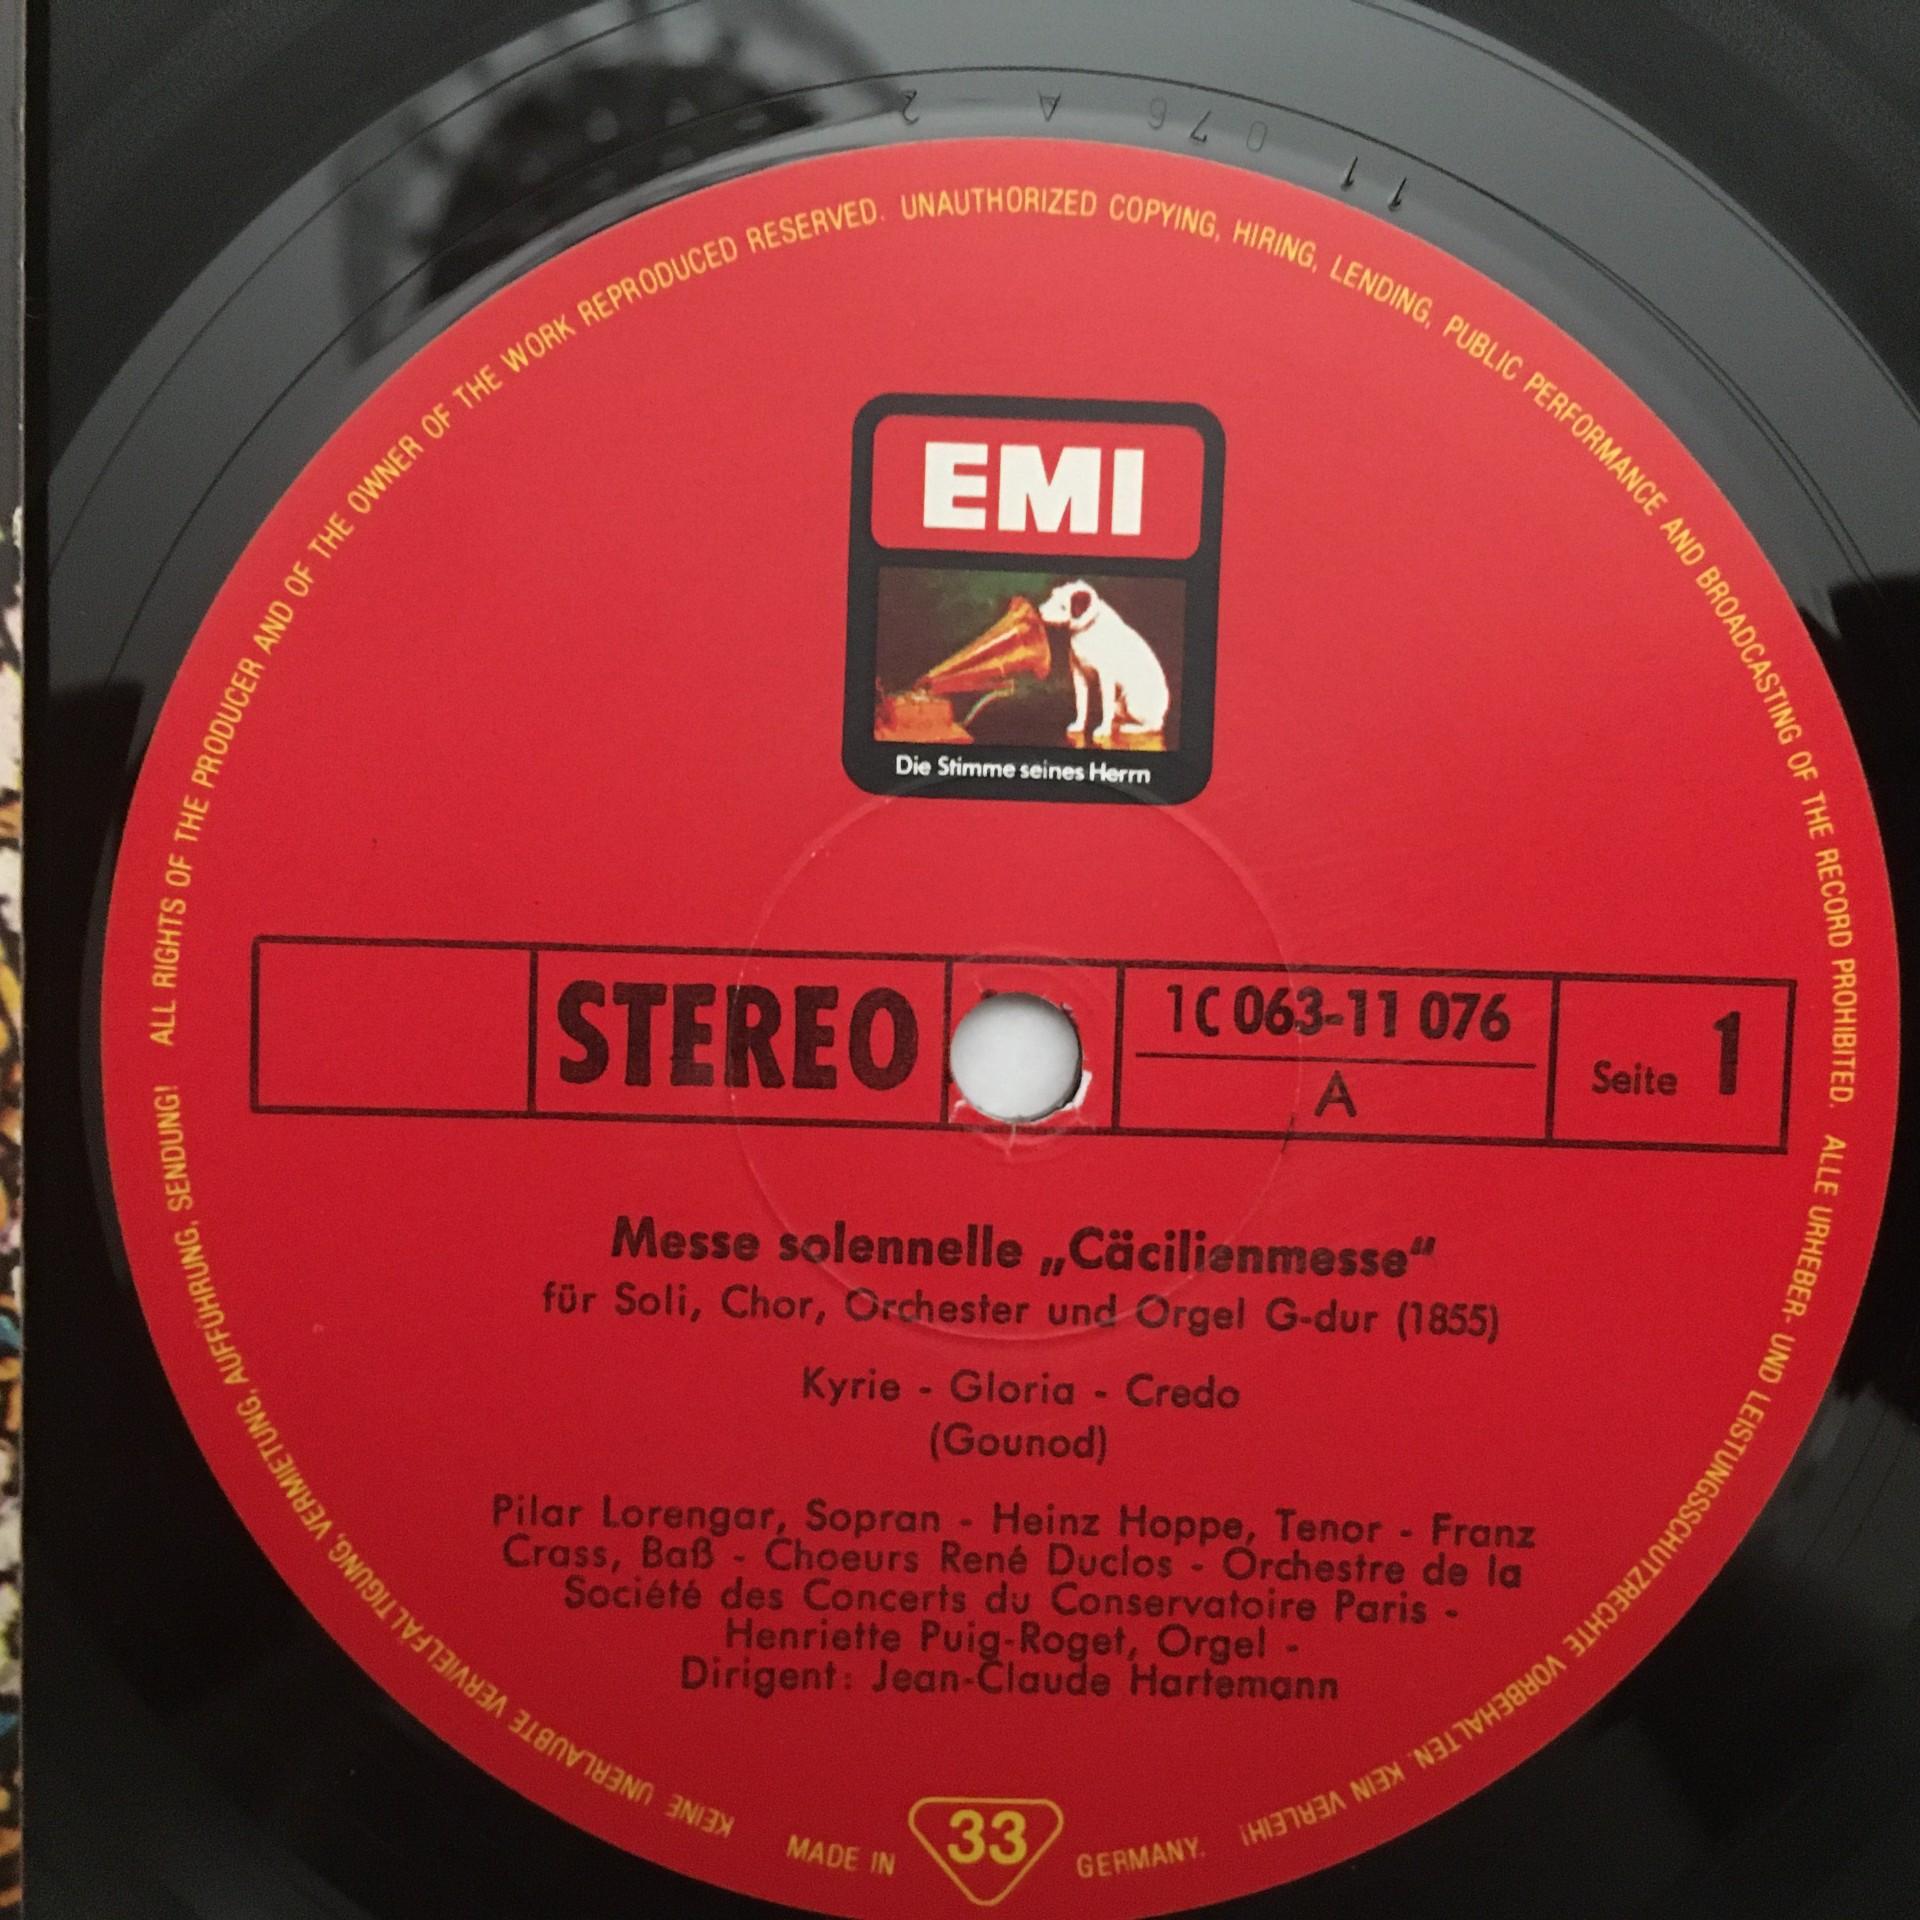 11 076 A 2
ALL RIGHTS OF THE PRODUCER AND OF THE OWNER OF THE WORK REPRODUCED RESERVED. UNAUTHORIZED COPYING, HIRING, LENDING, PUBLIC PERFORMANCE AND BROADCASTING OF THE RECORD PROHIBITED.
EMI
Die Stimme seines Herrn
STEREO
1C 063-11 076
A
Seite 1
Messe solennelle „Cäcilienmesse“
für Soli, Chor, Orchester und Orgel G-dur (1855)
Kyrie - Gloria - Credo
(Gounod)
Pilar Lorengar, Sopran - Heinz Hoppe, Tenor - Franz
Crass, Baß - Choeurs René Duclos - Orchestre de la
Société des Concerts du Conservatoire Paris -
Henriette Puig-Roget, Orgel -
Dirigent: Jean-Claude Hartemann
ALLE URHEBER- UND LEISTUNGSSCHUTZRECHTE VORBEHALTEN. KEIN VERLEIH! KEINE UNERLAUBTE VERVIELFÄLTIGUNG, VERMIETUNG, AUFFÜHRUNG, SENDUNG!
MADE IN 33 GERMANY.